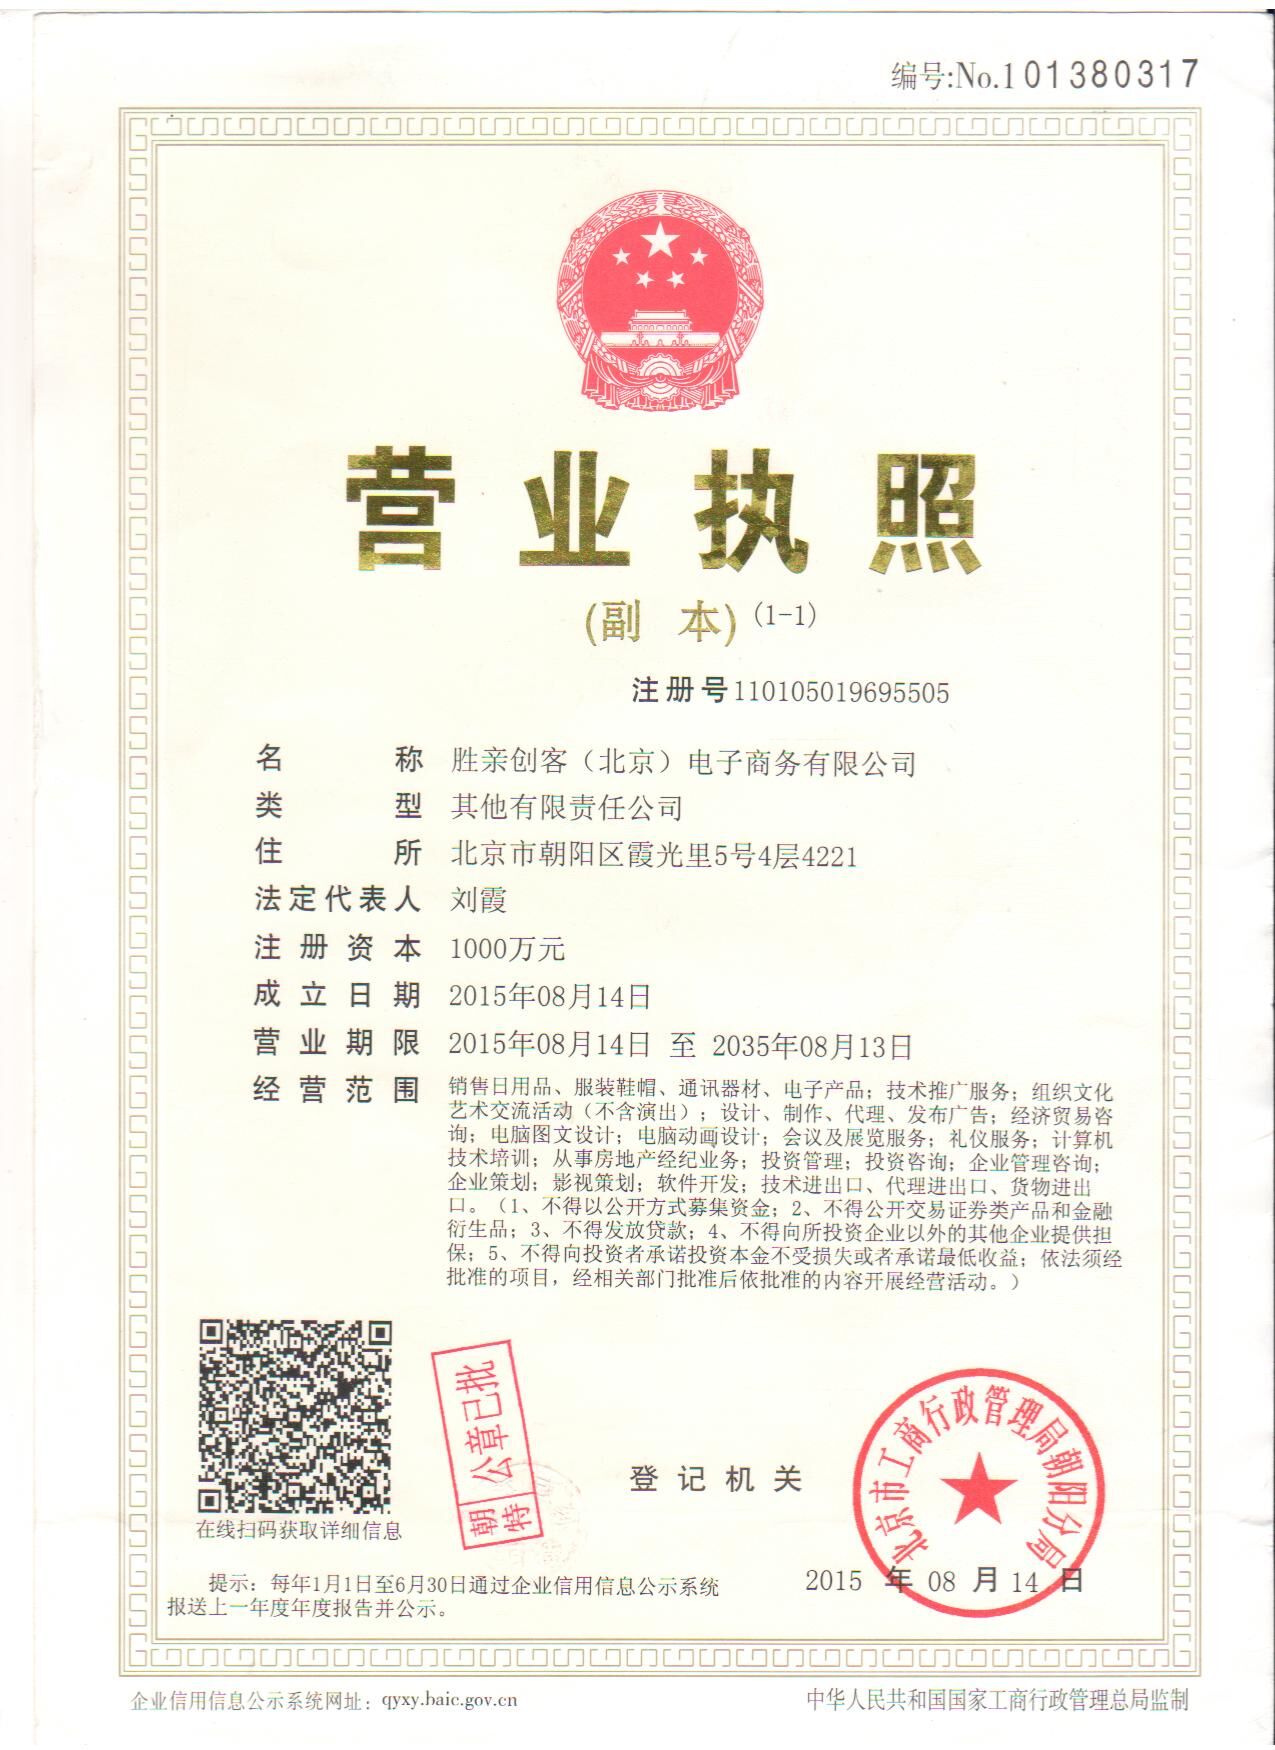 编号:No.101380317
营业执照
(副 本) (1-1)
注册号110105019695505
名 称 胜亲创客（北京）电子商务有限公司
类 型 其他有限责任公司
住 所 北京市朝阳区霞光里5号4层4221
法定代表人 刘霞
注册资本 1000万元
成立日期 2015年08月14日
营业期限 2015年08月14日 至 2035年08月13日
经营范围 销售日用品、服装鞋帽、通讯器材、电子产品；技术推广服务；组织文化
艺术交流活动（不含演出）；设计、制作、代理、发布广告；经济贸易咨
询；电脑图文设计；电脑动画设计；会议及展览服务；礼仪服务；计算机
技术培训；从事房地产经纪业务；投资管理；投资咨询；企业管理咨询；
企业策划；影视策划；软件开发；技术进出口、代理进出口、货物进出
口。（1、不得以公开方式募集资金；2、不得公开交易证券类产品和金融
衍生品；3、不得发放贷款；4、不得向所投资企业以外的其他企业提供担
保；5、不得向投资者承诺投资本金不受损失或者承诺最低收益；依法须经
批准的项目，经相关部门批准后依批准的内容开展经营活动。）
在线扫码获取详细信息
朝特 公章已批
登记机关
北京市工商行政管理局朝阳分局
2015 年 08 月 14 日
提示：每年1月1日至6月30日通过企业信用信息公示系统
报送上一年度年度报告并公示。
企业信用信息公示系统网址：qyxy.baic.gov.cn
中华人民共和国国家工商行政管理总局监制